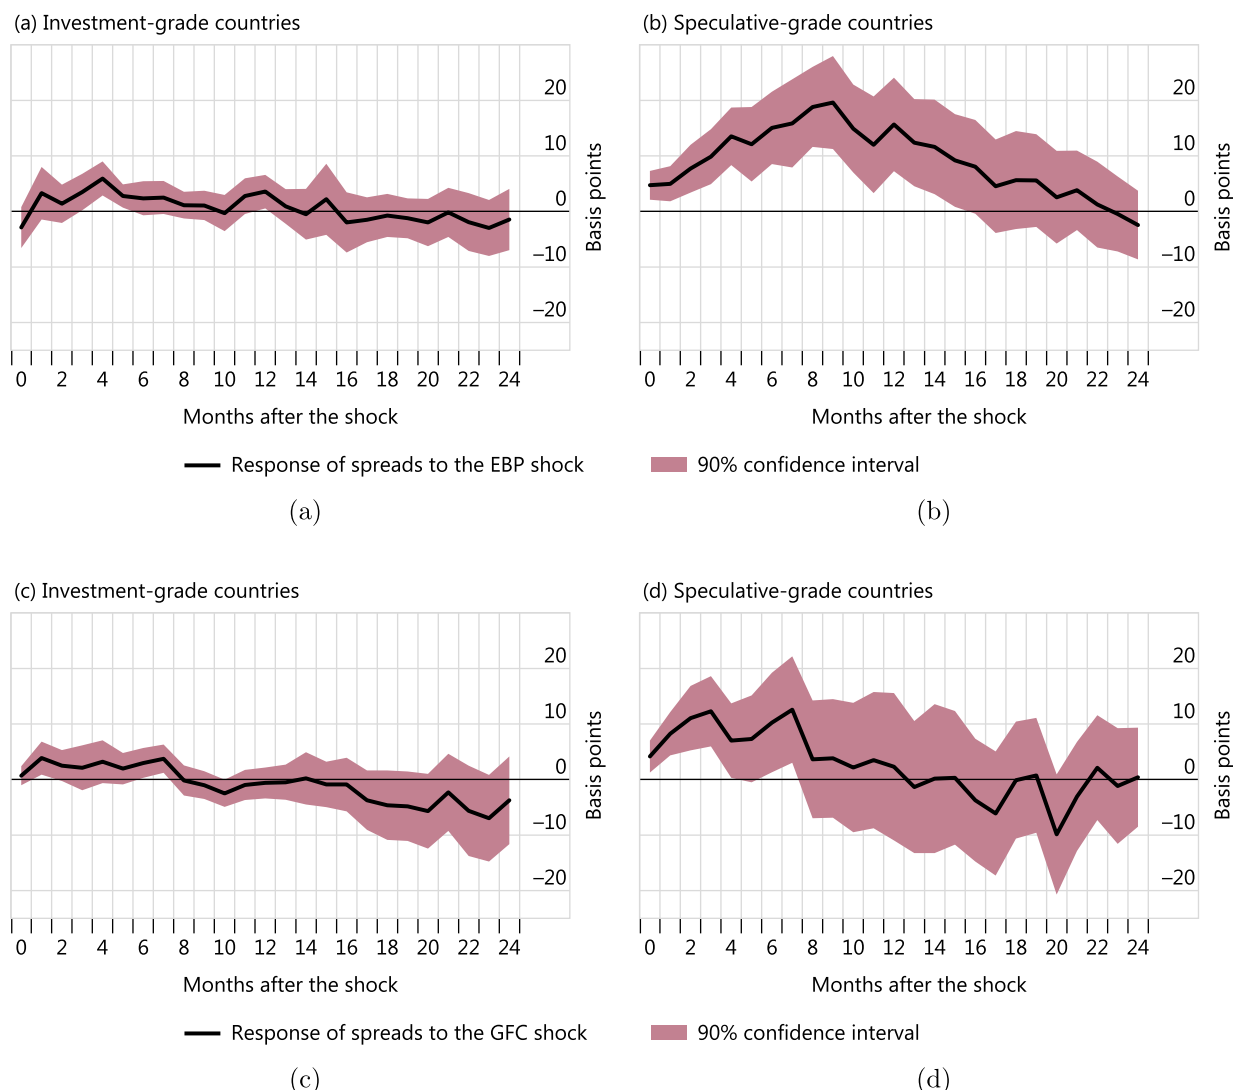 (a) Investment-grade countries
(b) Speculative-grade countries
20
10
0
–10
–20
Basis points
20
10
0
–10
–20
Basis points
0 2 4 6 8 10 12 14 16 18 20 22 24
0 2 4 6 8 10 12 14 16 18 20 22 24
Months after the shock
Months after the shock
Response of spreads to the EBP shock
90% confidence interval
(a)
(b)
(c) Investment-grade countries
(d) Speculative-grade countries
20
10
0
–10
–20
Basis points
20
10
0
–10
–20
Basis points
0 2 4 6 8 10 12 14 16 18 20 22 24
0 2 4 6 8 10 12 14 16 18 20 22 24
Months after the shock
Months after the shock
Response of spreads to the GFC shock
90% confidence interval
(c)
(d)